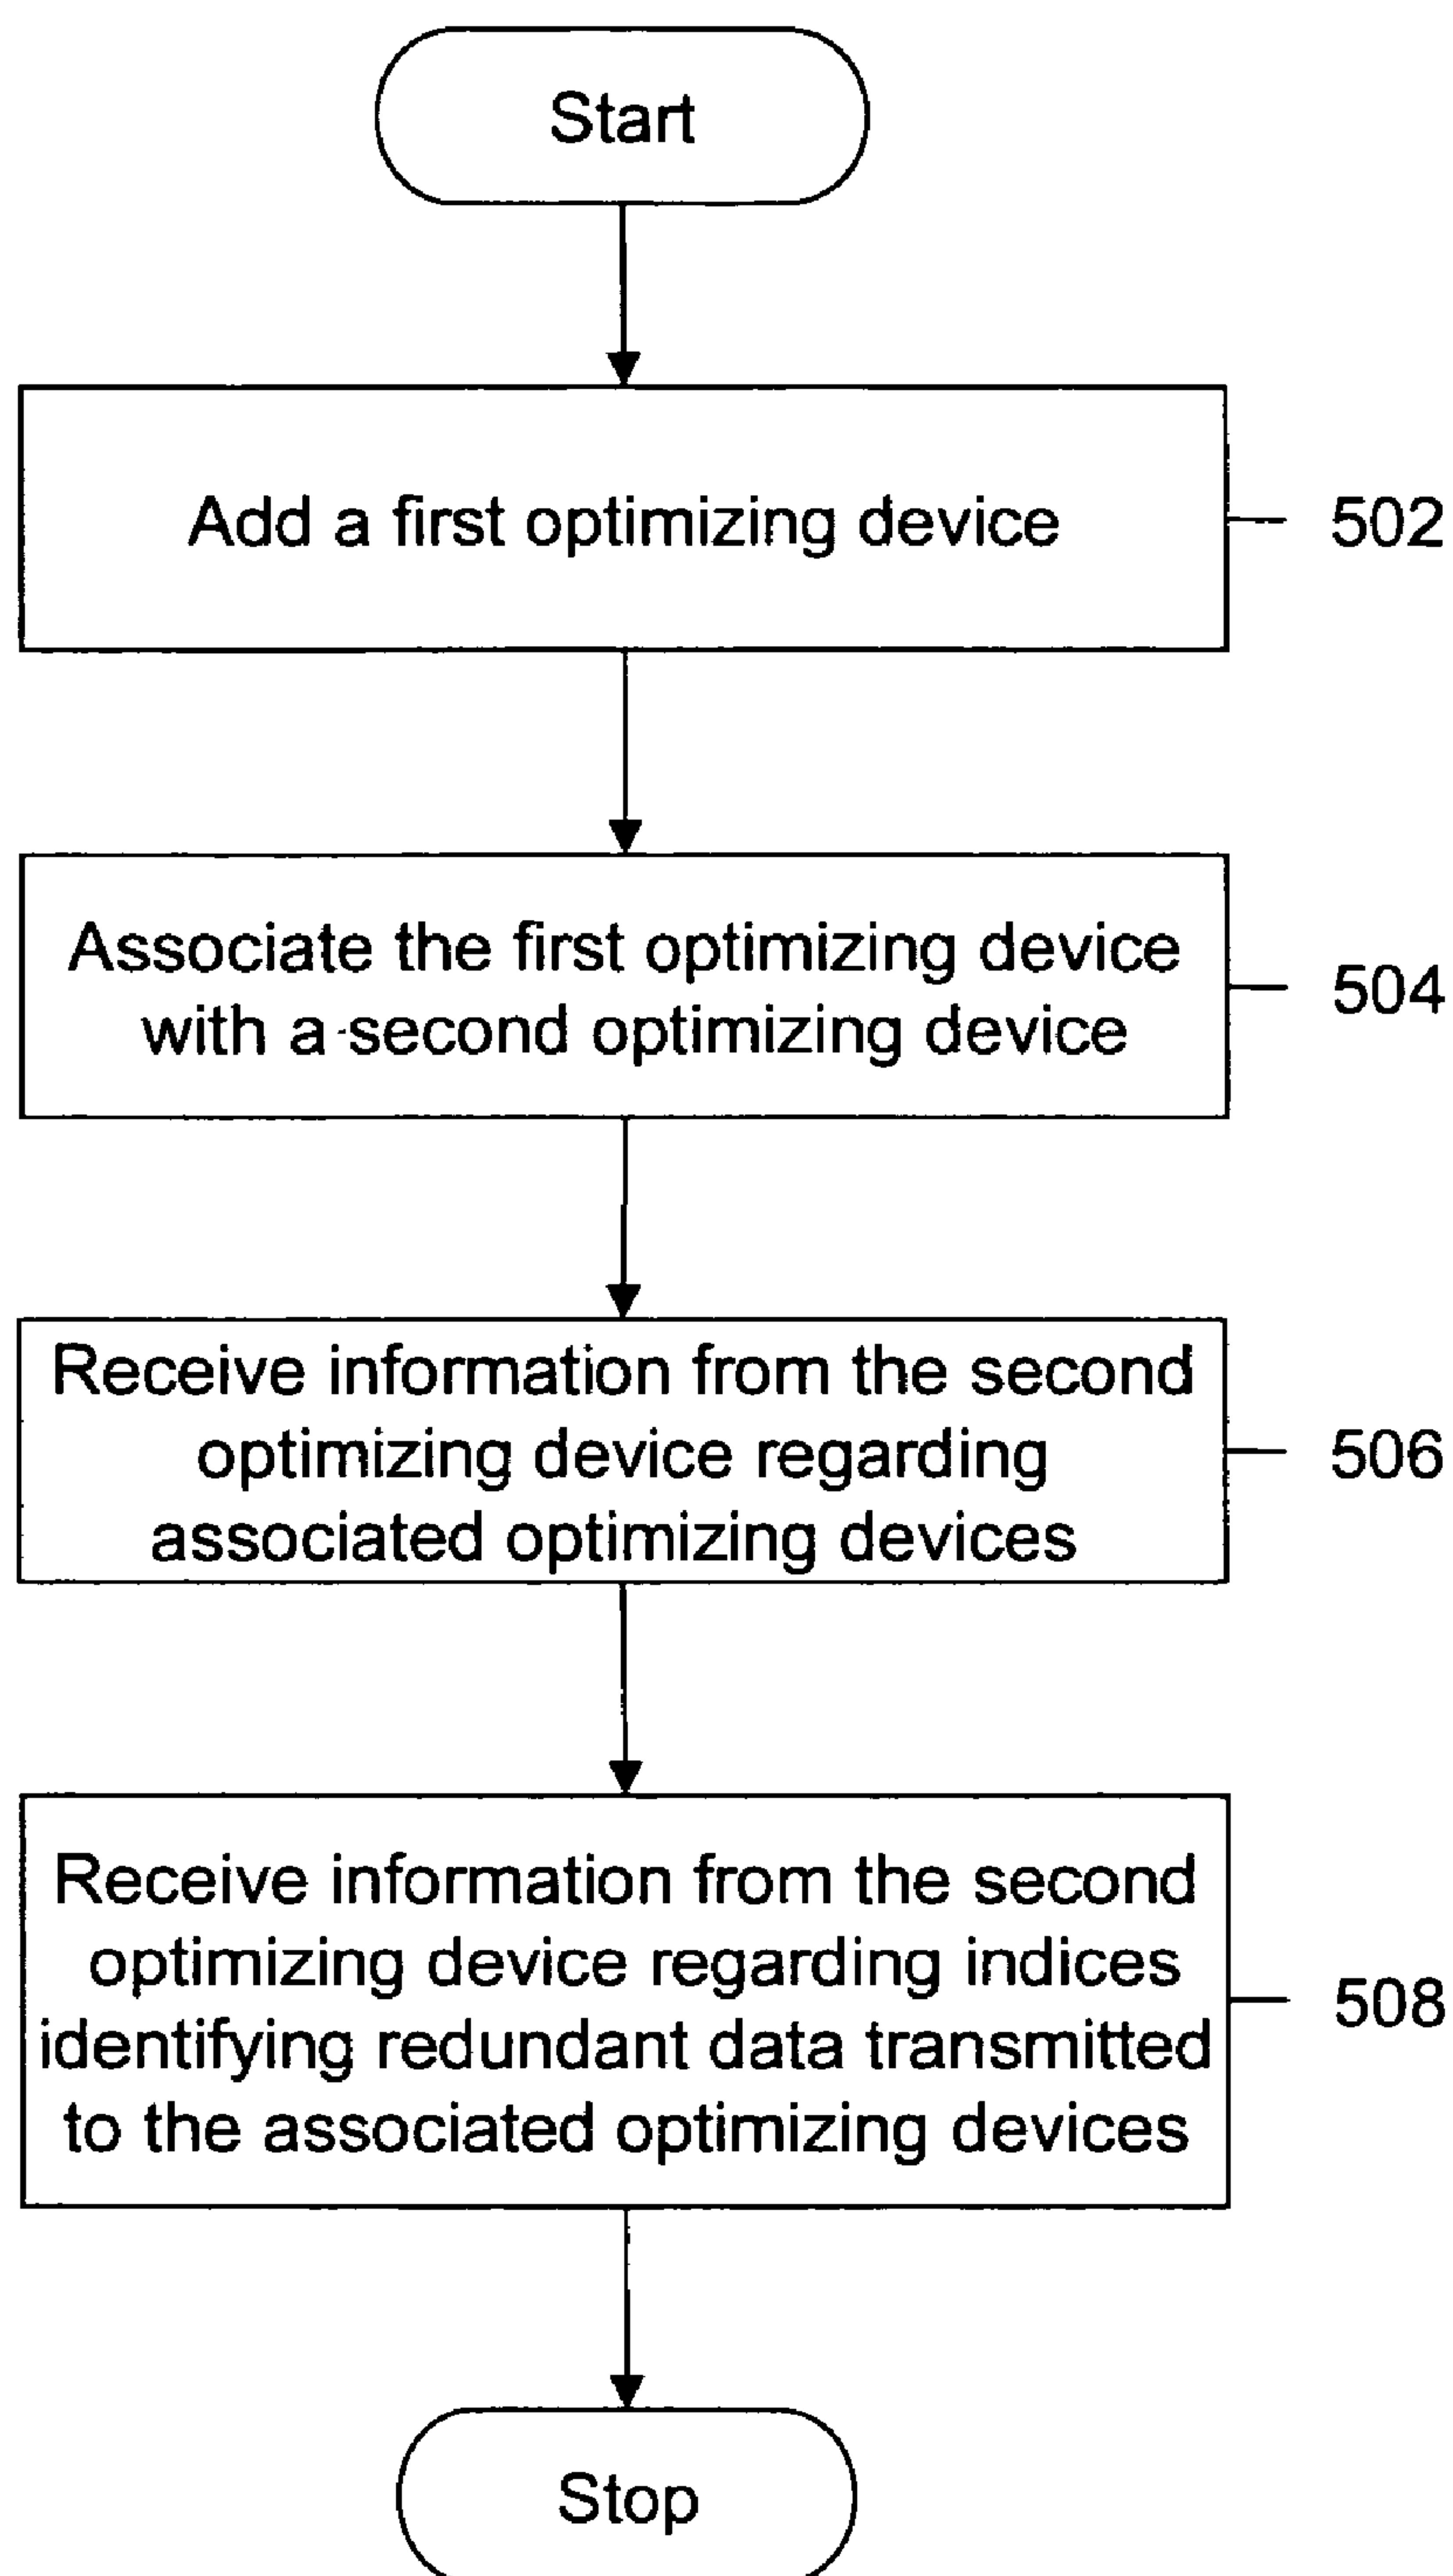 Start
Add a first optimizing device
502
Associate the first optimizing device
with a second optimizing device
504
Receive information from the second
optimizing device regarding
associated optimizing devices
506
Receive information from the second
optimizing device regarding indices
identifying redundant data transmitted
to the associated optimizing devices
508
Stop